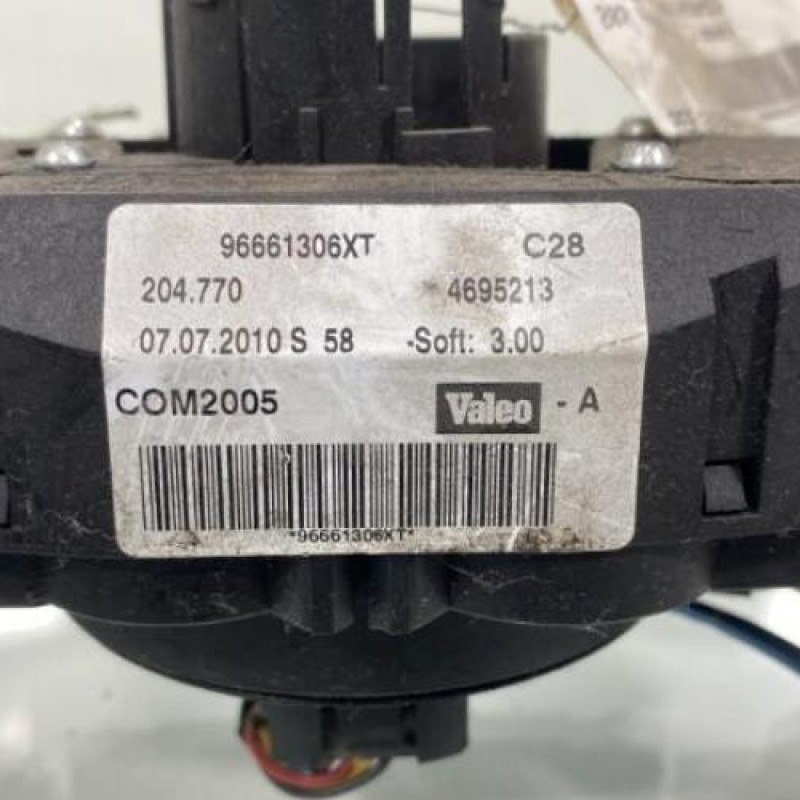 96661306XT C28
204.770 4695213
07.07.2010 S 58 -Soft: 3.00
COM2005 Valeo - A
*96661306XT*